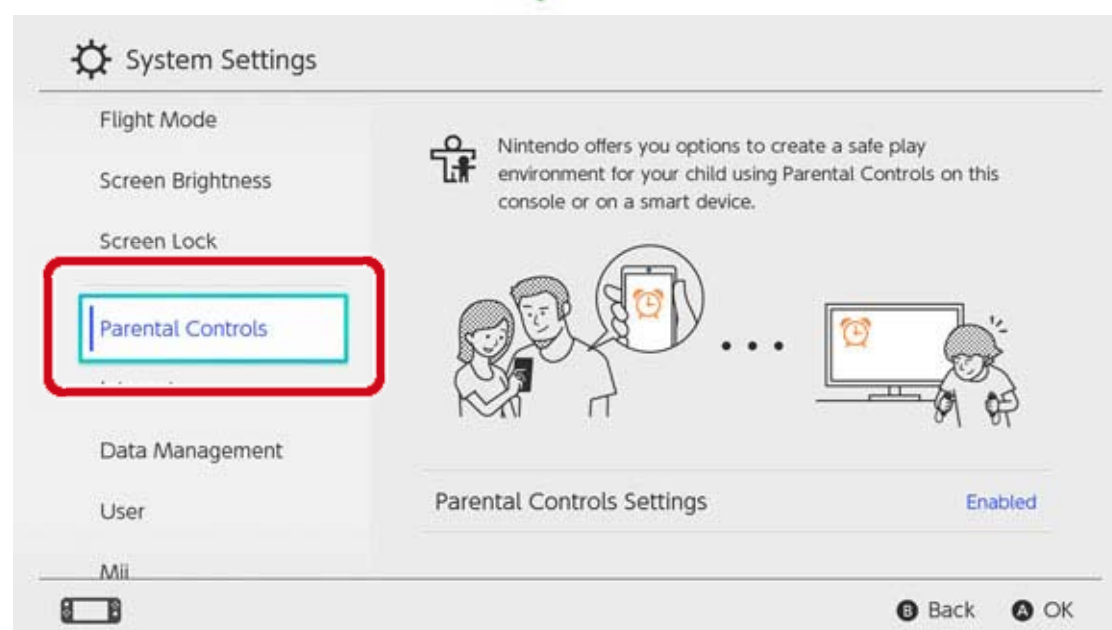 System Settings
Flight Mode
Screen Brightness
Screen Lock
Parental Controls
Data Management
User
Mii
Nintendo offers you options to create a safe play
environment for your child using Parental Controls on this
console or on a smart device.
Parental Controls Settings Enabled
B Back A OK